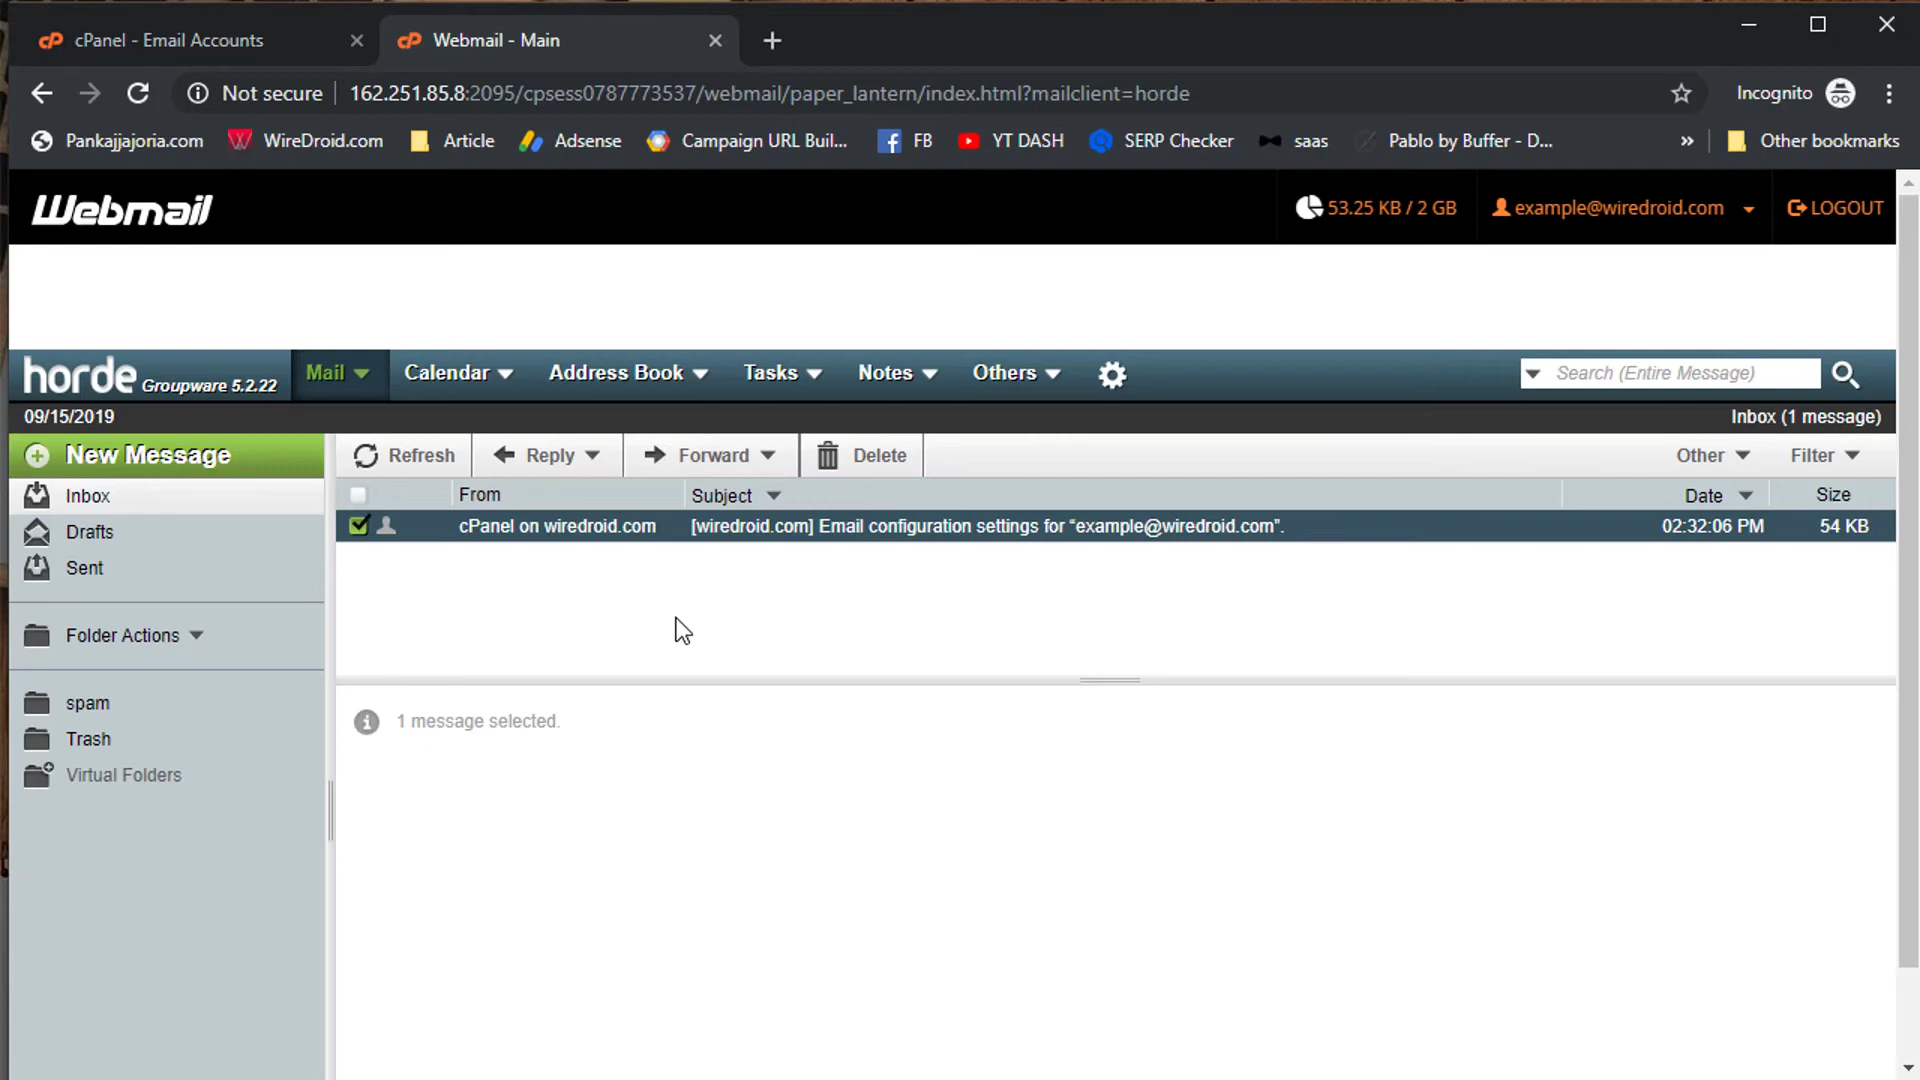 cPanel - Email Accounts
Webmail - Main
Not secure
162.251.85.8:2095/cpsess0787773537/webmail/paper_lantern/index.html?mailclient=horde
Incognito
Pankajjajoria.com
WireDroid.com
Article
Adsense
Campaign URL Buil...
FB
YT DASH
SERP Checker
saas
Pablo by Buffer - D...
»
Other bookmarks
Webmail
53.25 KB / 2 GB
example@wiredroid.com
LOGOUT
horde Groupware 5.2.22
Mail
Calendar
Address Book
Tasks
Notes
Others
Search (Entire Message)
09/15/2019
Inbox (1 message)
New Message
Refresh
Reply
Forward
Delete
Other
Filter
Inbox
Drafts
Sent
Folder Actions
spam
Trash
Virtual Folders
From
Subject
Date
Size
cPanel on wiredroid.com
[wiredroid.com] Email configuration settings for “example@wiredroid.com”.
02:32:06 PM
54 KB
1 message selected.